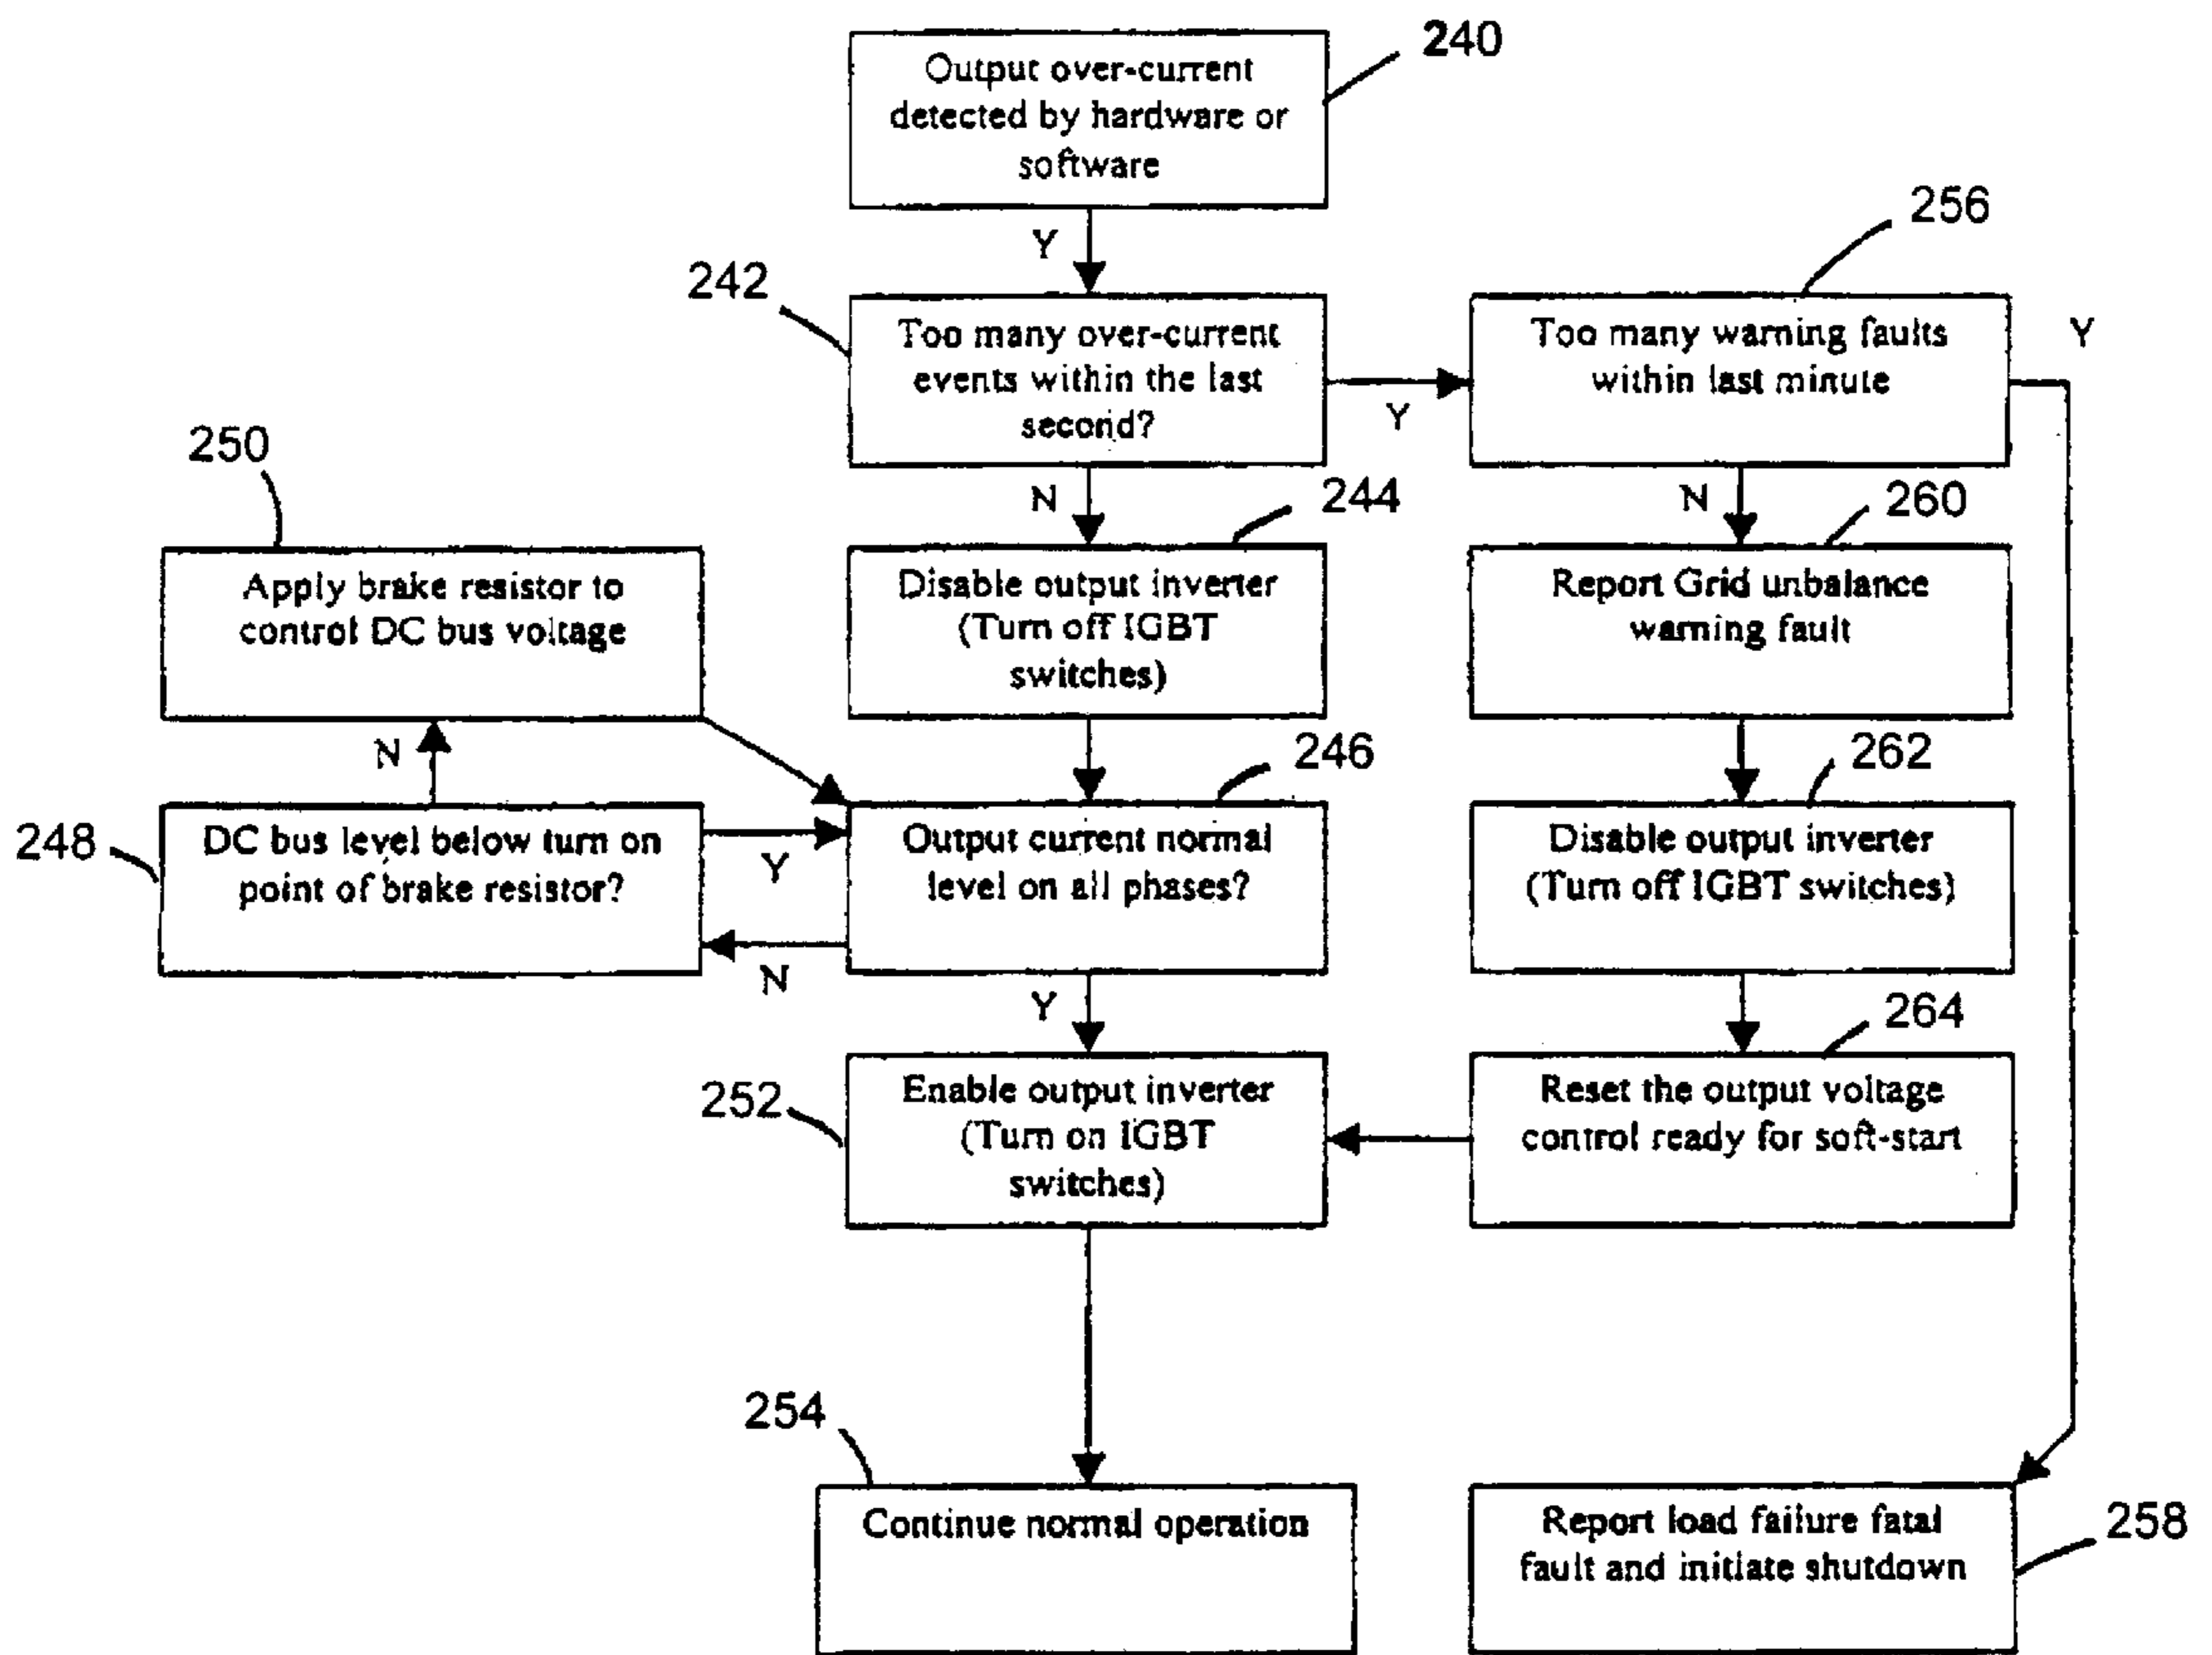 240
Output over-current
detected by hardware or
software
Y
256
242
Too many over-current
events within the last
second?
Y
Too many warning faults
within last minute
Y
250
N
244
N
260
Apply brake resistor to
control DC bus voltage
Disable output inverter
(Turn off IGBT
switches)
Report Grid unbalance
warning fault
N
246
262
248
DC bus level below turn on
point of brake resistor?
Y
N
Output current normal
level on all phases?
Disable output inverter
(Turn off IGBT switches)
Y
264
252
Enable output inverter
(Turn on IGBT
switches)
Reset the output voltage
control ready for soft-start
254
Continue normal operation
Report load failure fatal
fault and initiate shutdown
258